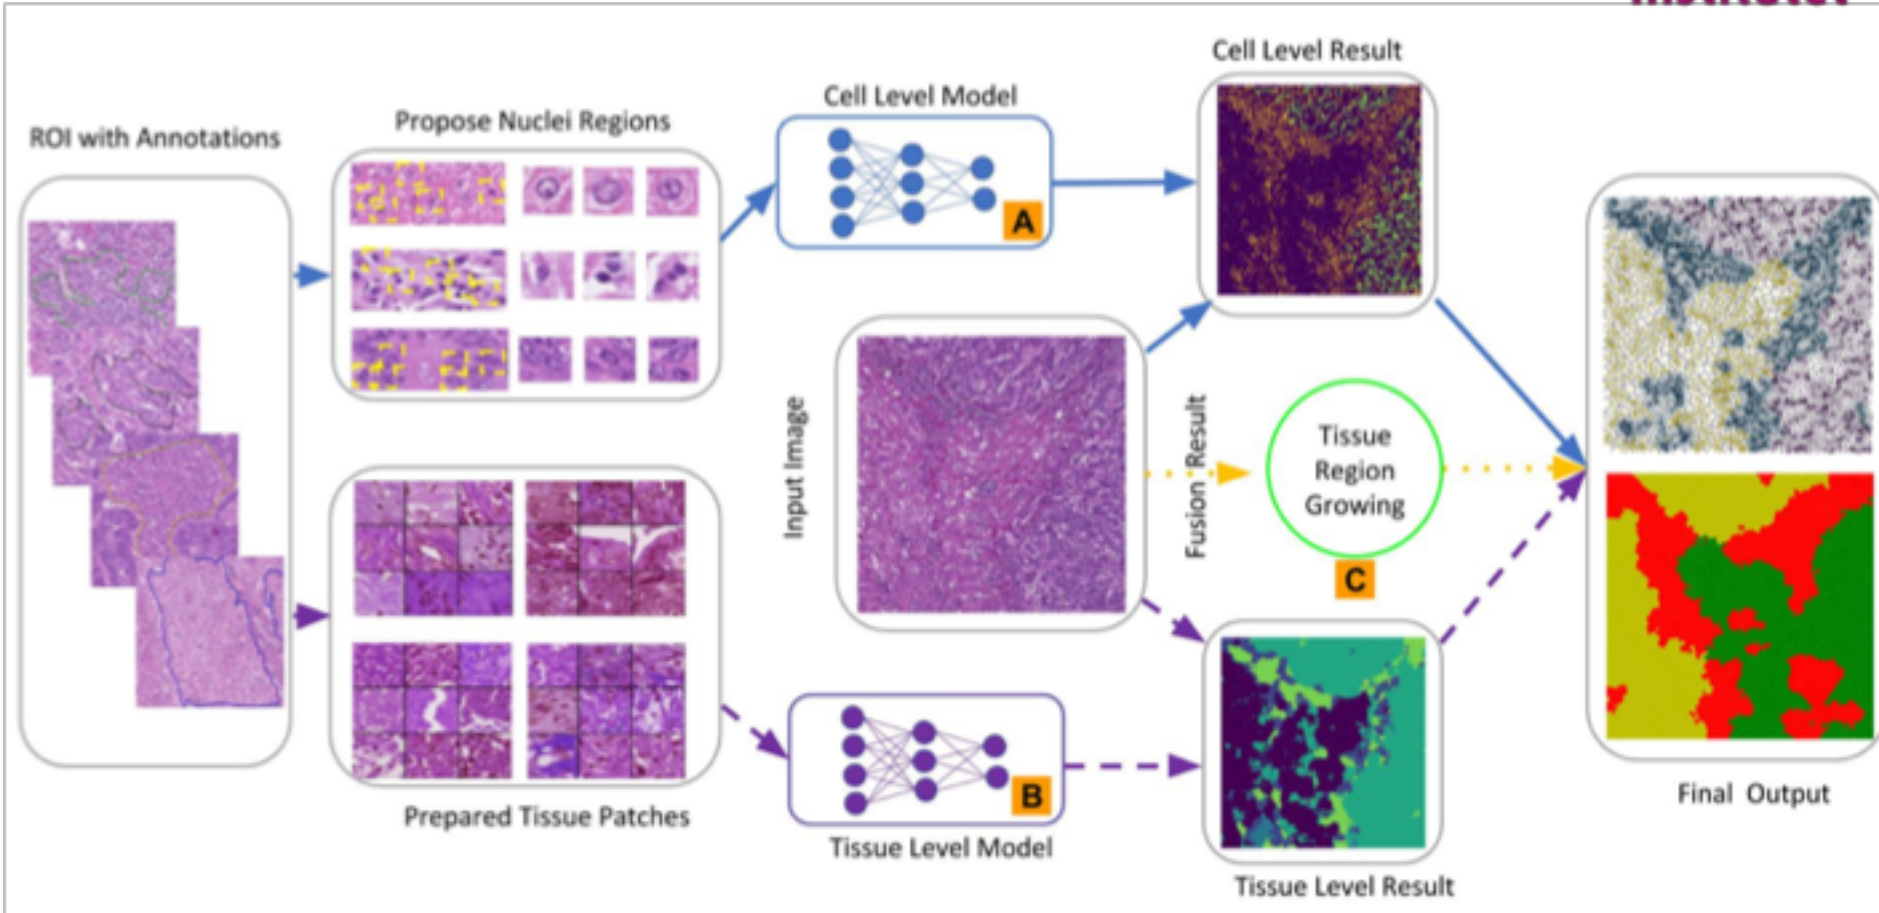 Cell Level Result
Cell Level Model
Propose Nuclei Regions
ROI with Annotations
A
Input Image
Fusion Result
Tissue
Region
Growing
C
B
Final Output
Prepared Tissue Patches
Tissue Level Model
Tissue Level Result